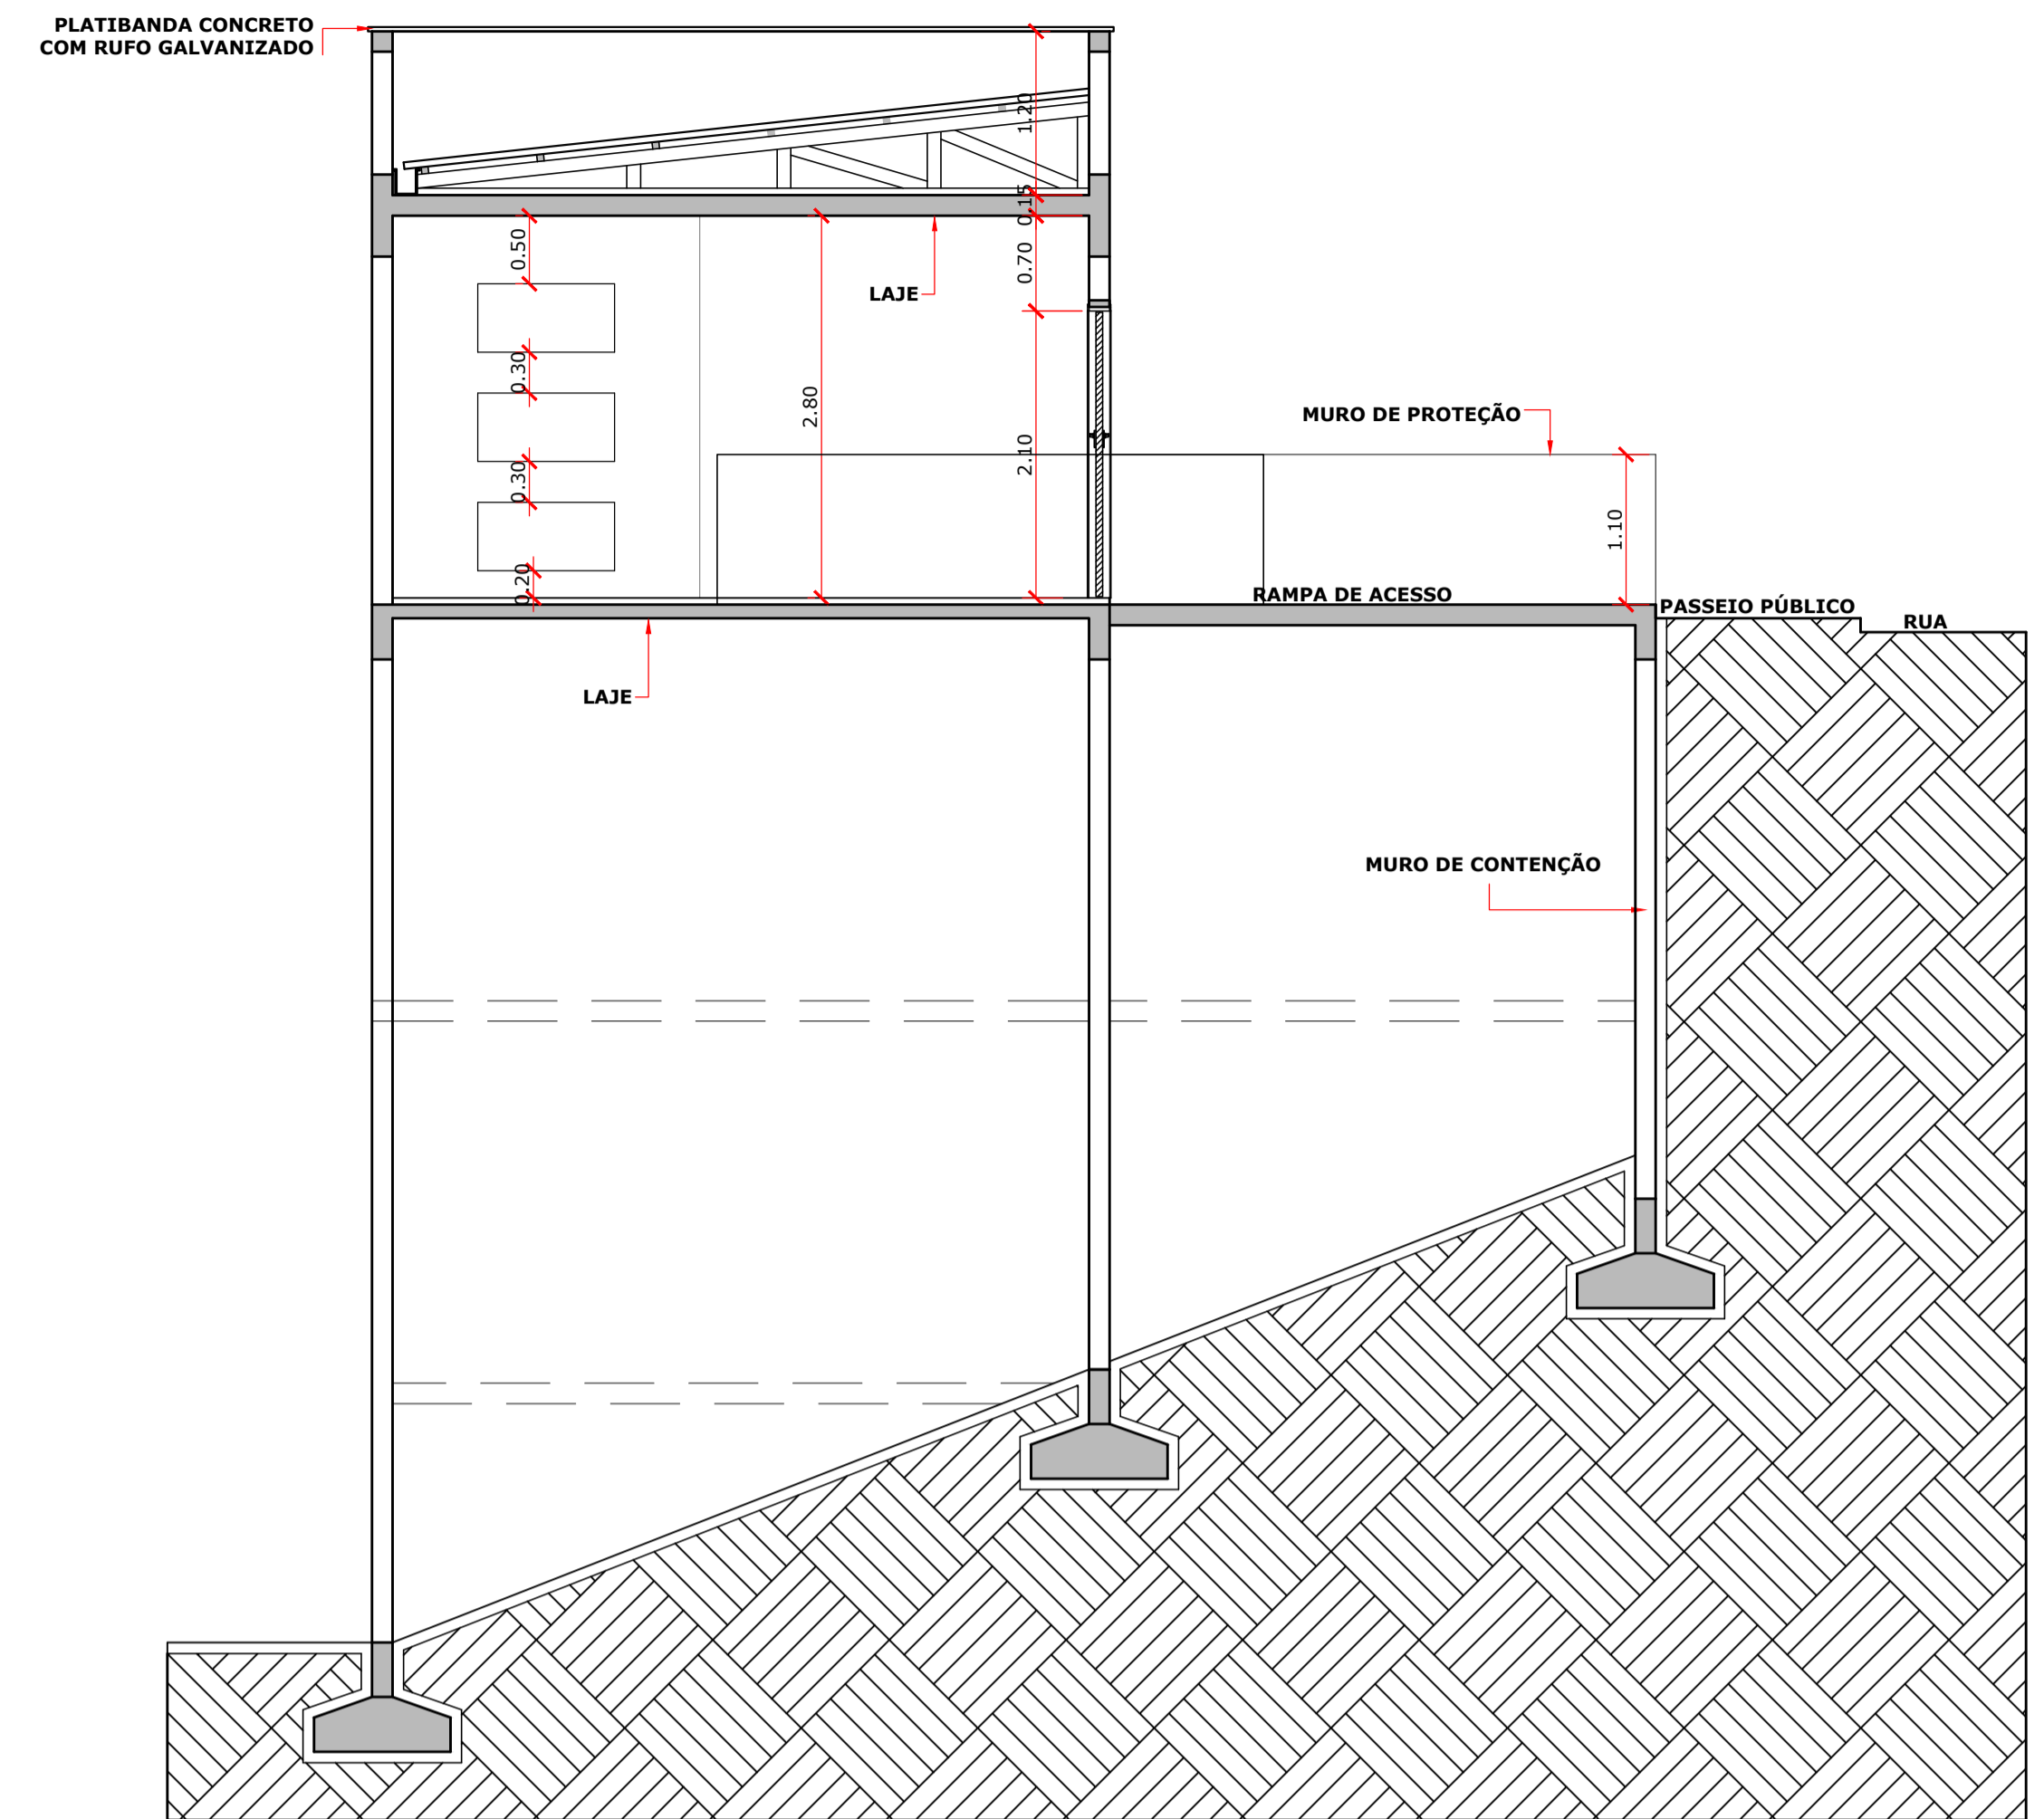 PLATIBANDA CONCRETO
COM RUFO GALVANIZADO
1.20
0.15
0.50
0.70
LAJE
0.30
2.80
2.10
MURO DE PROTEÇÃO
0.30
1.10
0.20
RAMPA DE ACESSO
PASSEIO PÚBLICO
RUA
LAJE
MURO DE CONTENÇÃO